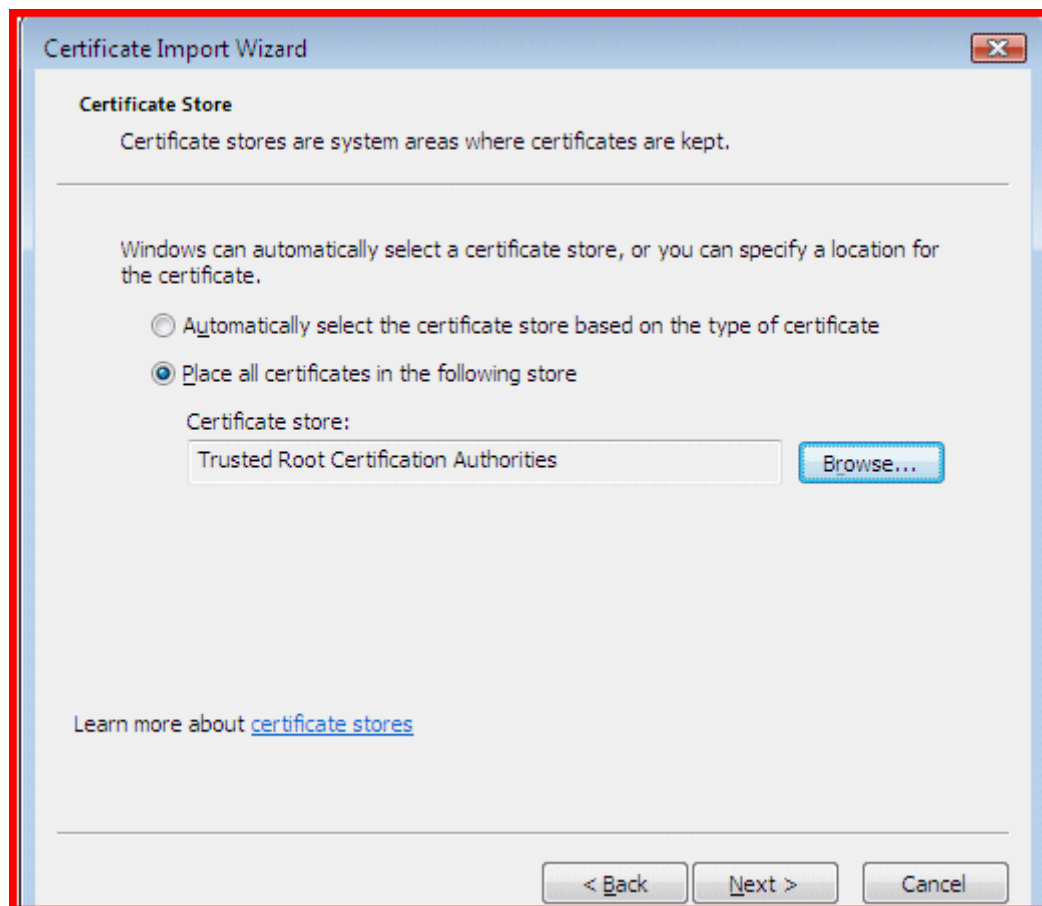 Certificate Import Wizard
Certificate Store
Certificate stores are system areas where certificates are kept.
Windows can automatically select a certificate store, or you can specify a location for
the certificate.
Automatically select the certificate store based on the type of certificate
Place all certificates in the following store
Certificate store:
Trusted Root Certification Authorities
Browse...
Learn more about certificate stores
< Back
Next >
Cancel